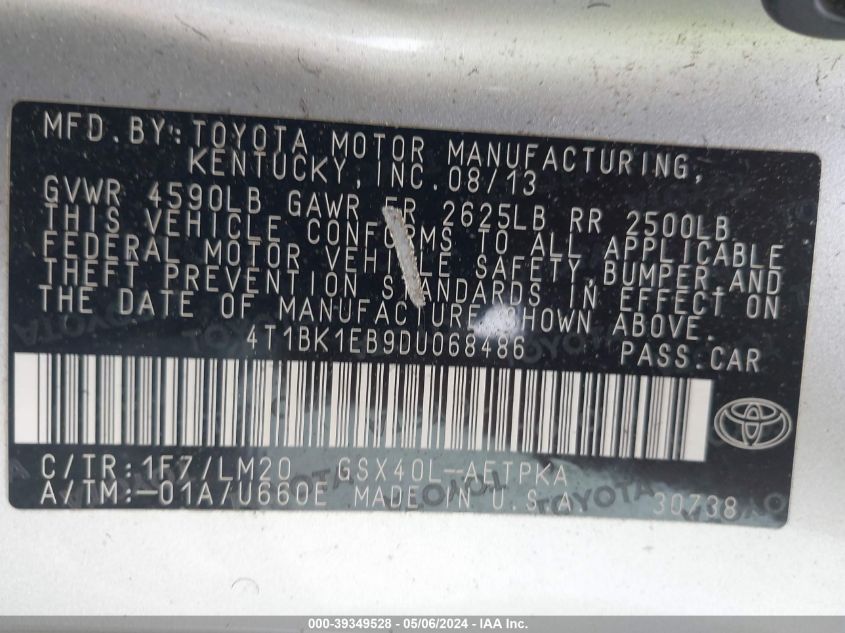 MFD.BY:TOYOTA MOTOR MANUFACTURING,
KENTUCKY,INC.08/13
GVWR 4590LB GAWR FR 2625LB RR 2500LB
THIS VEHICLE CONFORMS TO ALL APPLICABLE
FEDERAL MOTOR VEHICLE SAFETY,BUMPER,AND
THEFT PREVENTION STANDARDS IN EFFECT ON
THE DATE OF MANUFACTURE SHOWN ABOVE.
4T1BK1EB9DU068486 PASS.CAR
C/TR:1F7/LM20 GSX40L-AETPKA
A/TM:-01A/U660E MADE IN U.S.A 30738
000-39349528 - 05/06/2024 - IAA Inc.